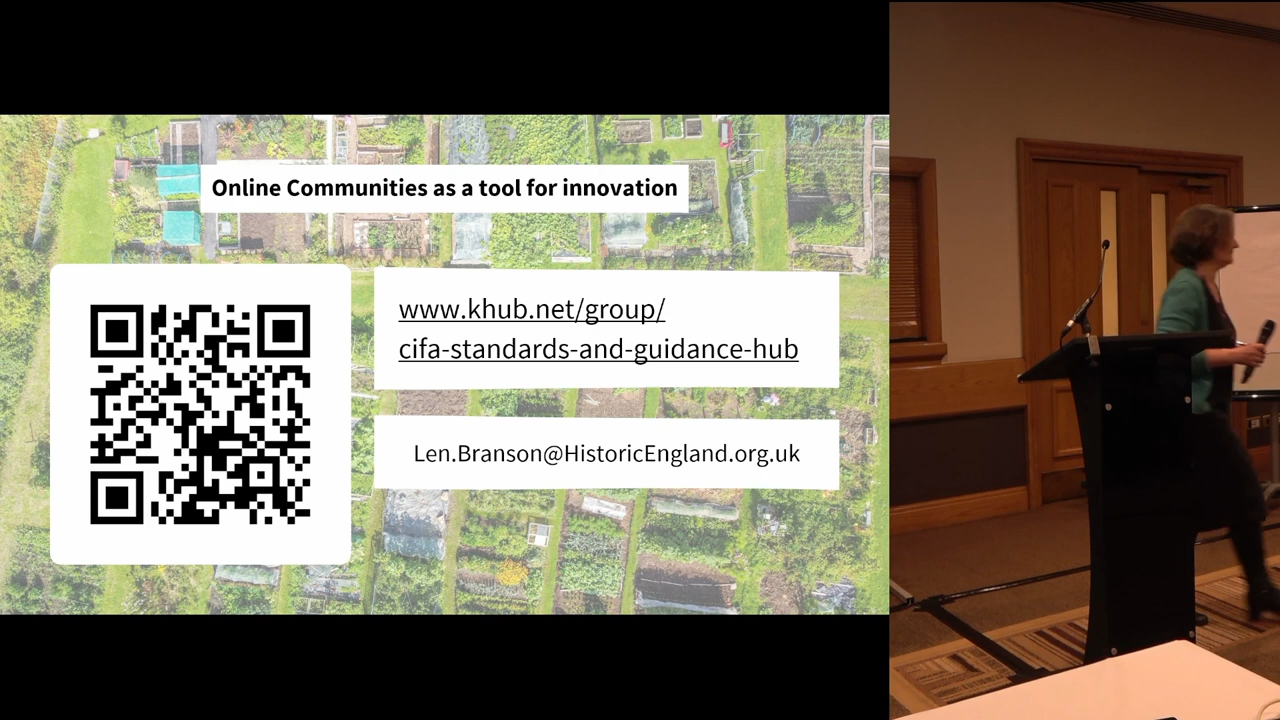 Online Communities as a tool for innovation
www.khub.net/group/
cifa-standards-and-guidance-hub
Len.Branson@HistoricEngland.org.uk